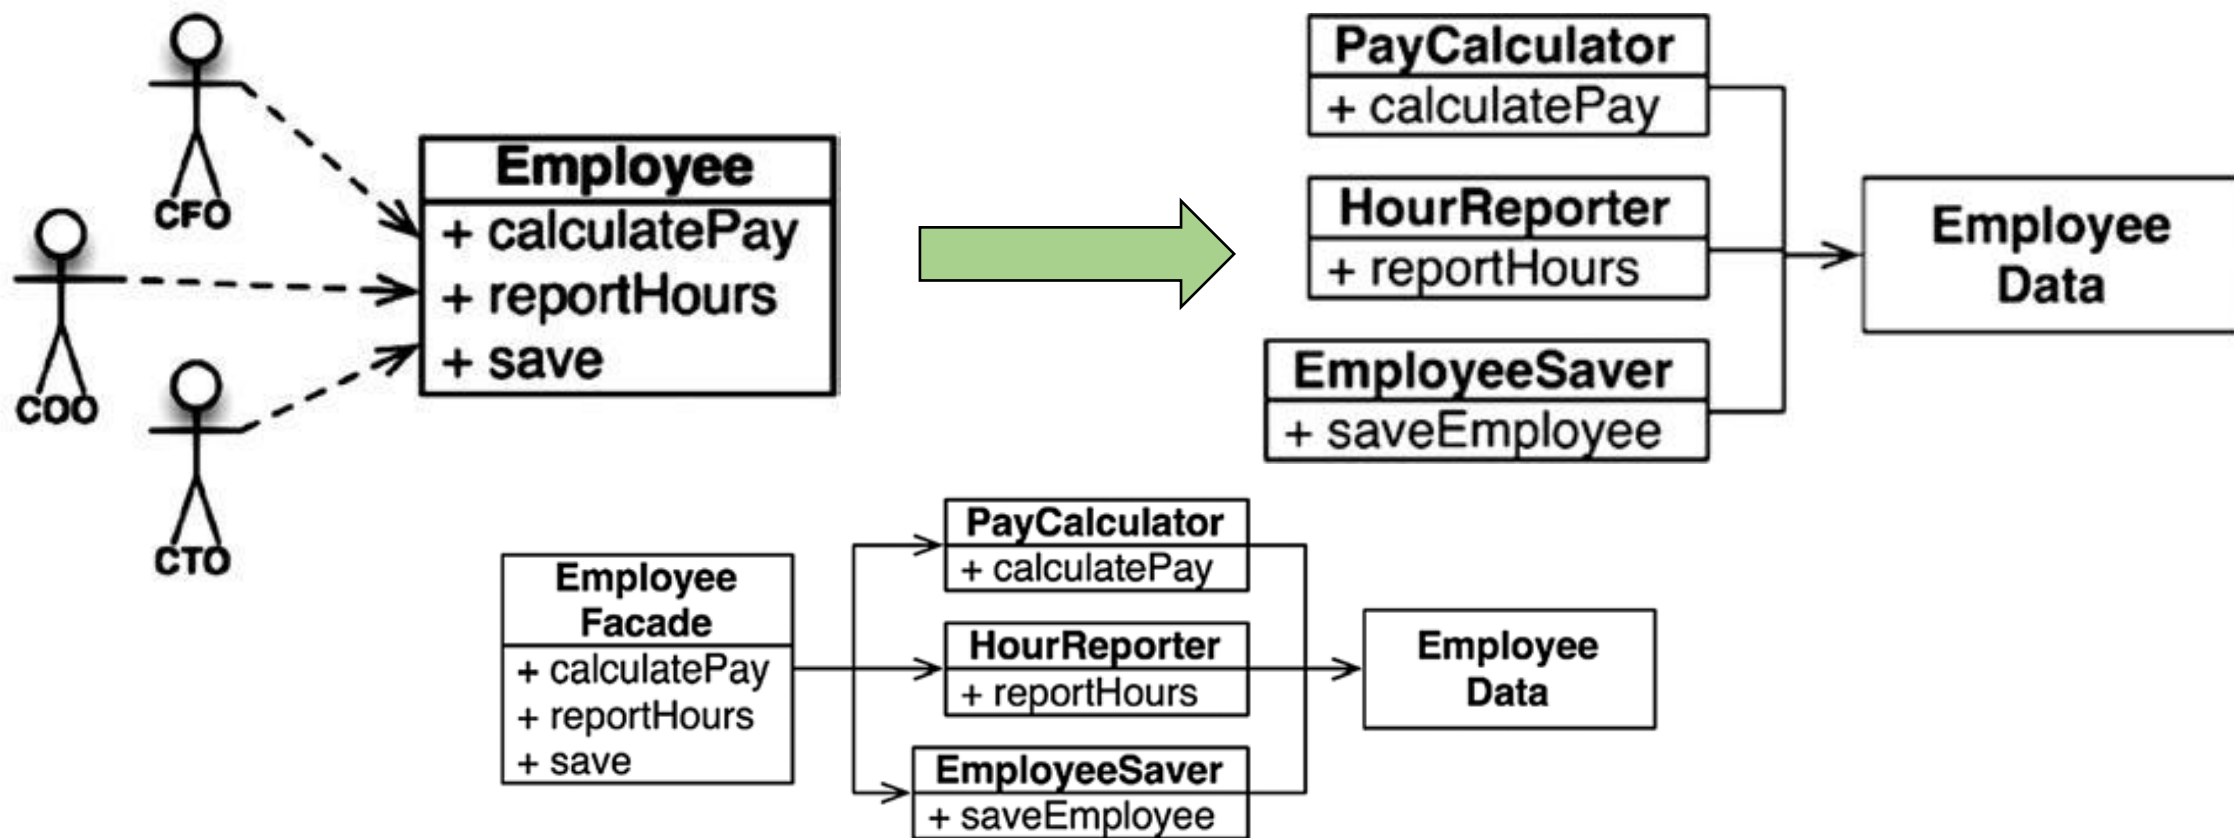 CFO
COO
CTO
Employee
+ calculatePay
+ reportHours
+ save
PayCalculator
+ calculatePay
HourReporter
+ reportHours
EmployeeSaver
+ saveEmployee
Employee
Data
Employee
Facade
+ calculatePay
+ reportHours
+ save
PayCalculator
+ calculatePay
HourReporter
+ reportHours
EmployeeSaver
+ saveEmployee
Employee
Data